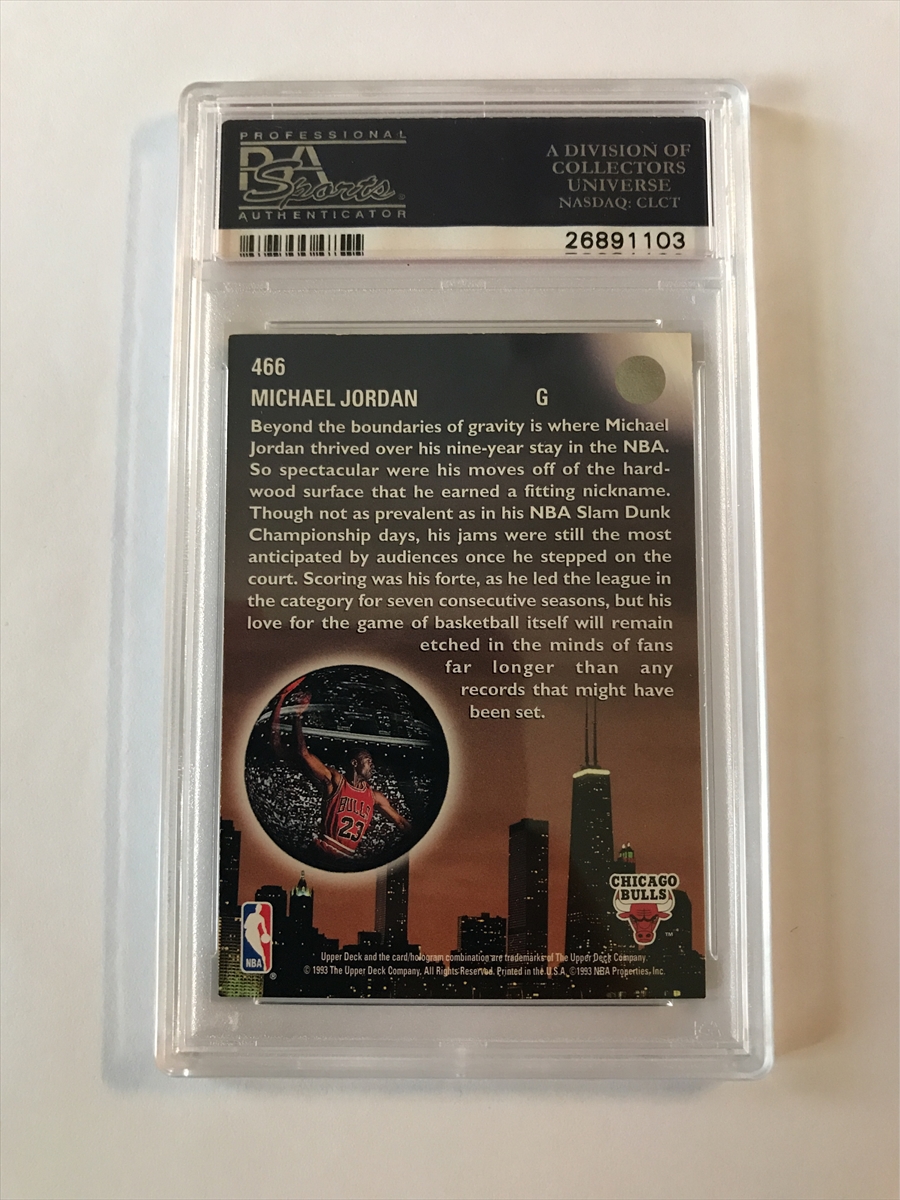 PROFESSIONAL
PSA
Sports
AUTHENTICATOR
A DIVISION OF
COLLECTORS
UNIVERSE
NASDAQ: CLCT
26891103
466
MICHAEL JORDAN G
Beyond the boundaries of gravity is where Michael
Jordan thrived over his nine-year stay in the NBA.
So spectacular were his moves off of the hard-
wood surface that he earned a fitting nickname.
Though not as prevalent as in his NBA Slam Dunk
Championship days, his jams were still the most
anticipated by audiences once he stepped on the
court. Scoring was his forte, as he led the league in
the category for seven consecutive seasons, but his
love for the game of basketball itself will remain
etched in the minds of fans
far longer than any
records that might have
been set.
BULLS
23
CHICAGO
BULLS
TM
NBA
®
Upper Deck and the card/hologram combination are trademarks of The Upper Deck Company.
© 1993 The Upper Deck Company. All Rights Reserved. Printed in the U.S.A. ©1993 NBA Properties, Inc.